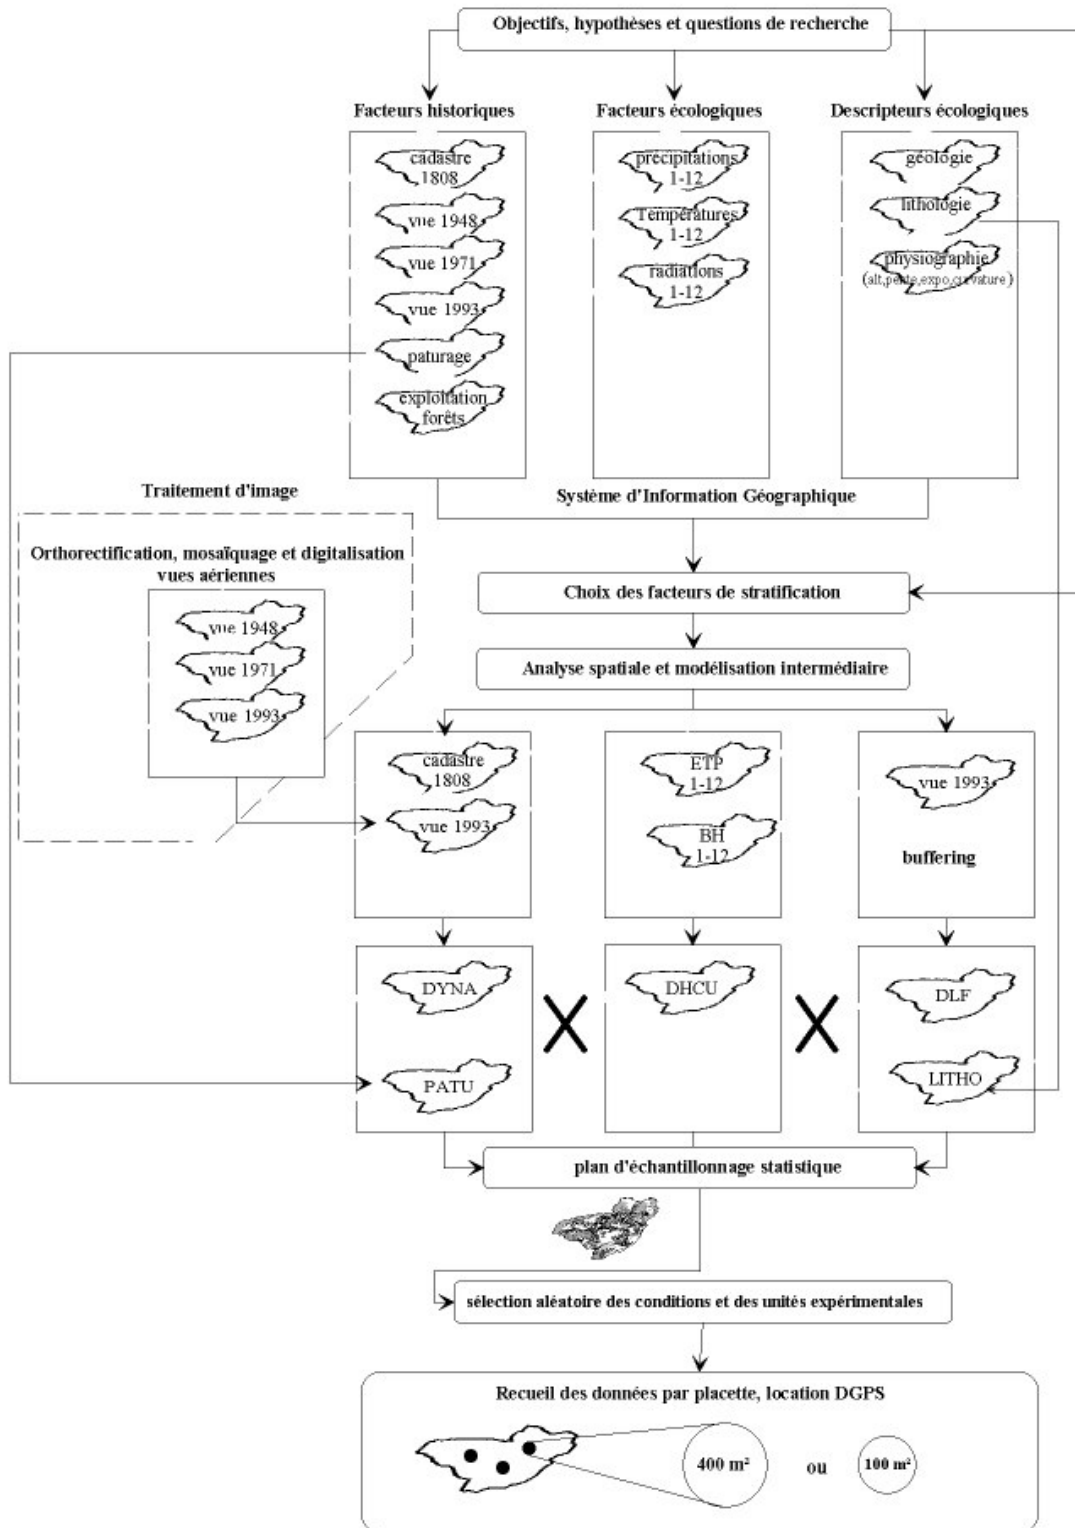 Objectifs, hypothèses et questions de recherche
Facteurs historiques
Facteurs écologiques
Descripteurs écologiques
cadastre
1808
vue 1948
vue 1971
vue 1993
paturage
exploitation
forêts
précipitations
1-12
Températures
1-12
radiations
1-12
géologie
lithologie
physiographie
(alt,pente,expo,curvature)
Système d'Information Géographique
Traitement d'image
Orthorectification, mosaïquage et digitalisation
vues aériennes
vue 1948
vue 1971
vue 1993
Choix des facteurs de stratification
Analyse spatiale et modélisation intermédiaire
cadastre
1808
vue 1993
ETP
1-12
BH
1-12
vue 1993
buffering
DYNA
PATU
DHCU
DLF
LITHO
plan d'échantillonnage statistique
sélection aléatoire des conditions et des unités expérimentales
Recueil des données par placette, location DGPS
400 m² ou 100 m²